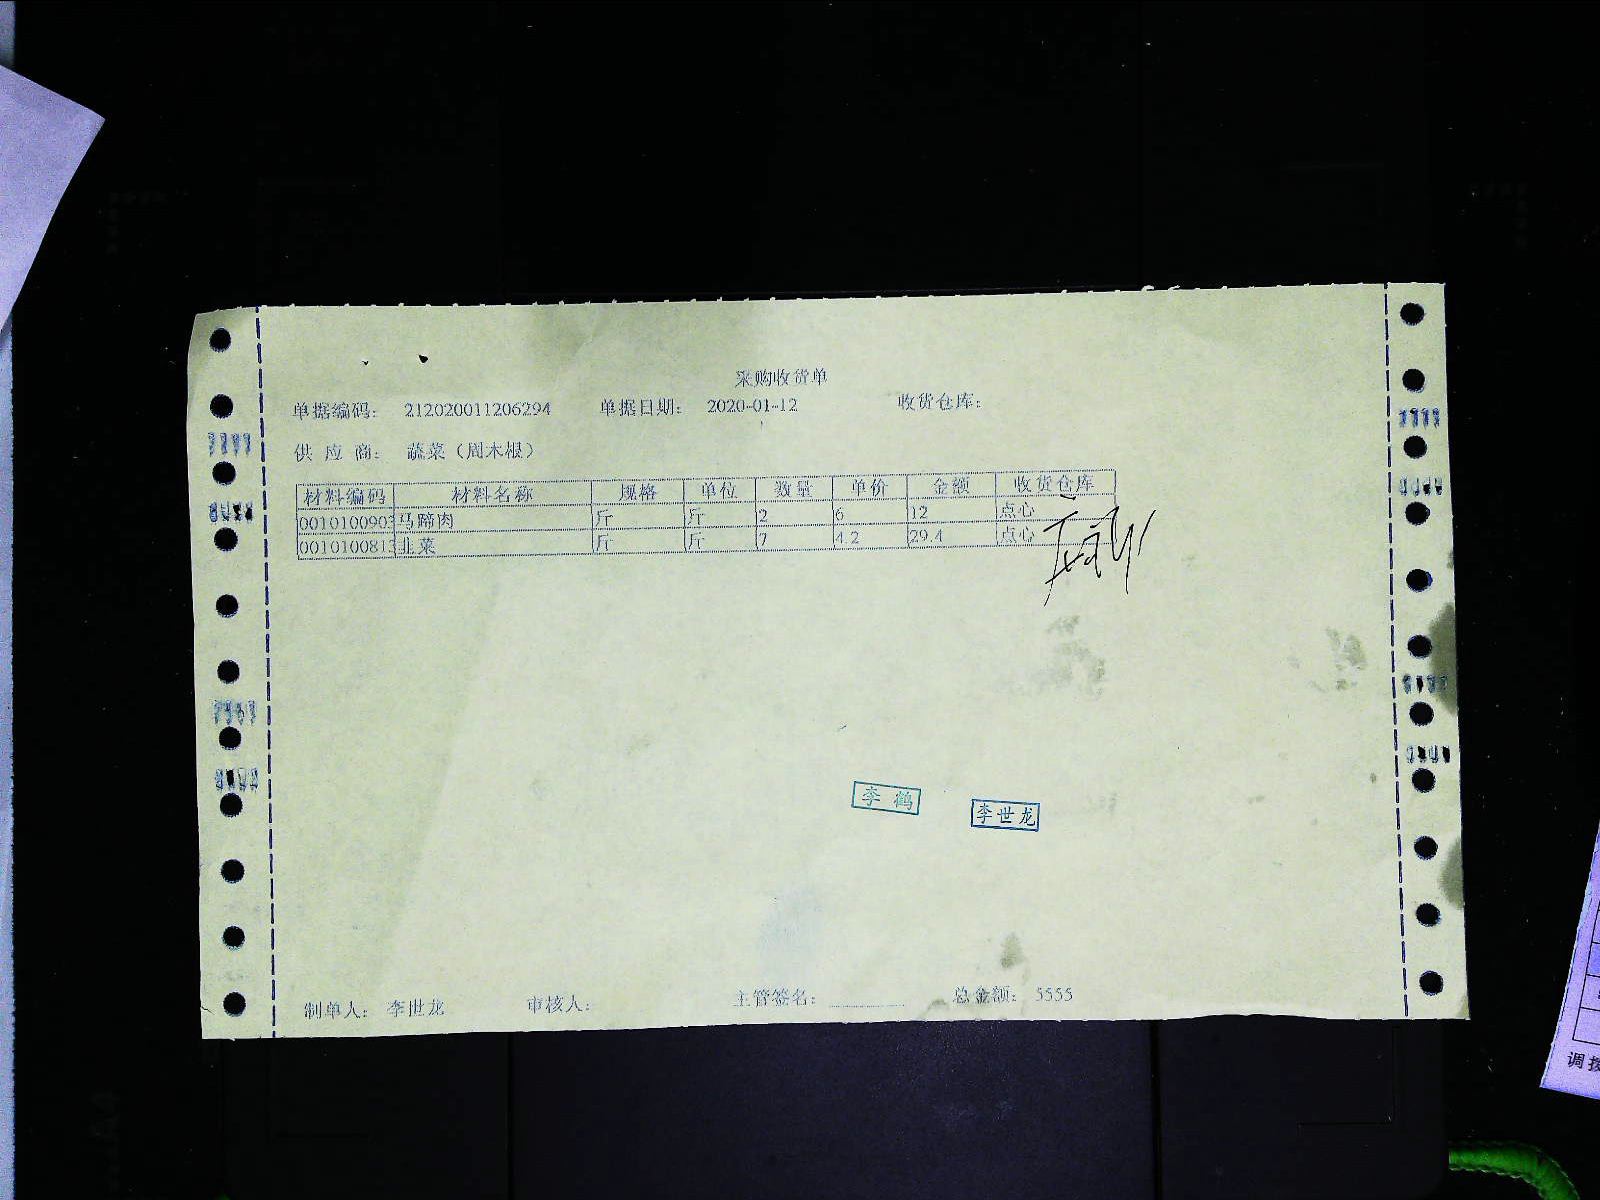 采购收货单
单据编码： 212020011206294 单据日期： 2020-01-12 收货仓库：
供 应 商： 蔬菜（周木根）
材料编码 材料名称 规格 单位 数量 单价 金额 收货仓库
0010100903 马蹄肉 斤 斤 2 6 12 点心
0010100813 韭菜 斤 斤 7 4.2 29.4 点心
李鹤 李世龙
制单人： 李世龙 审核人： 主管签名： 总金额： 5555
调拨